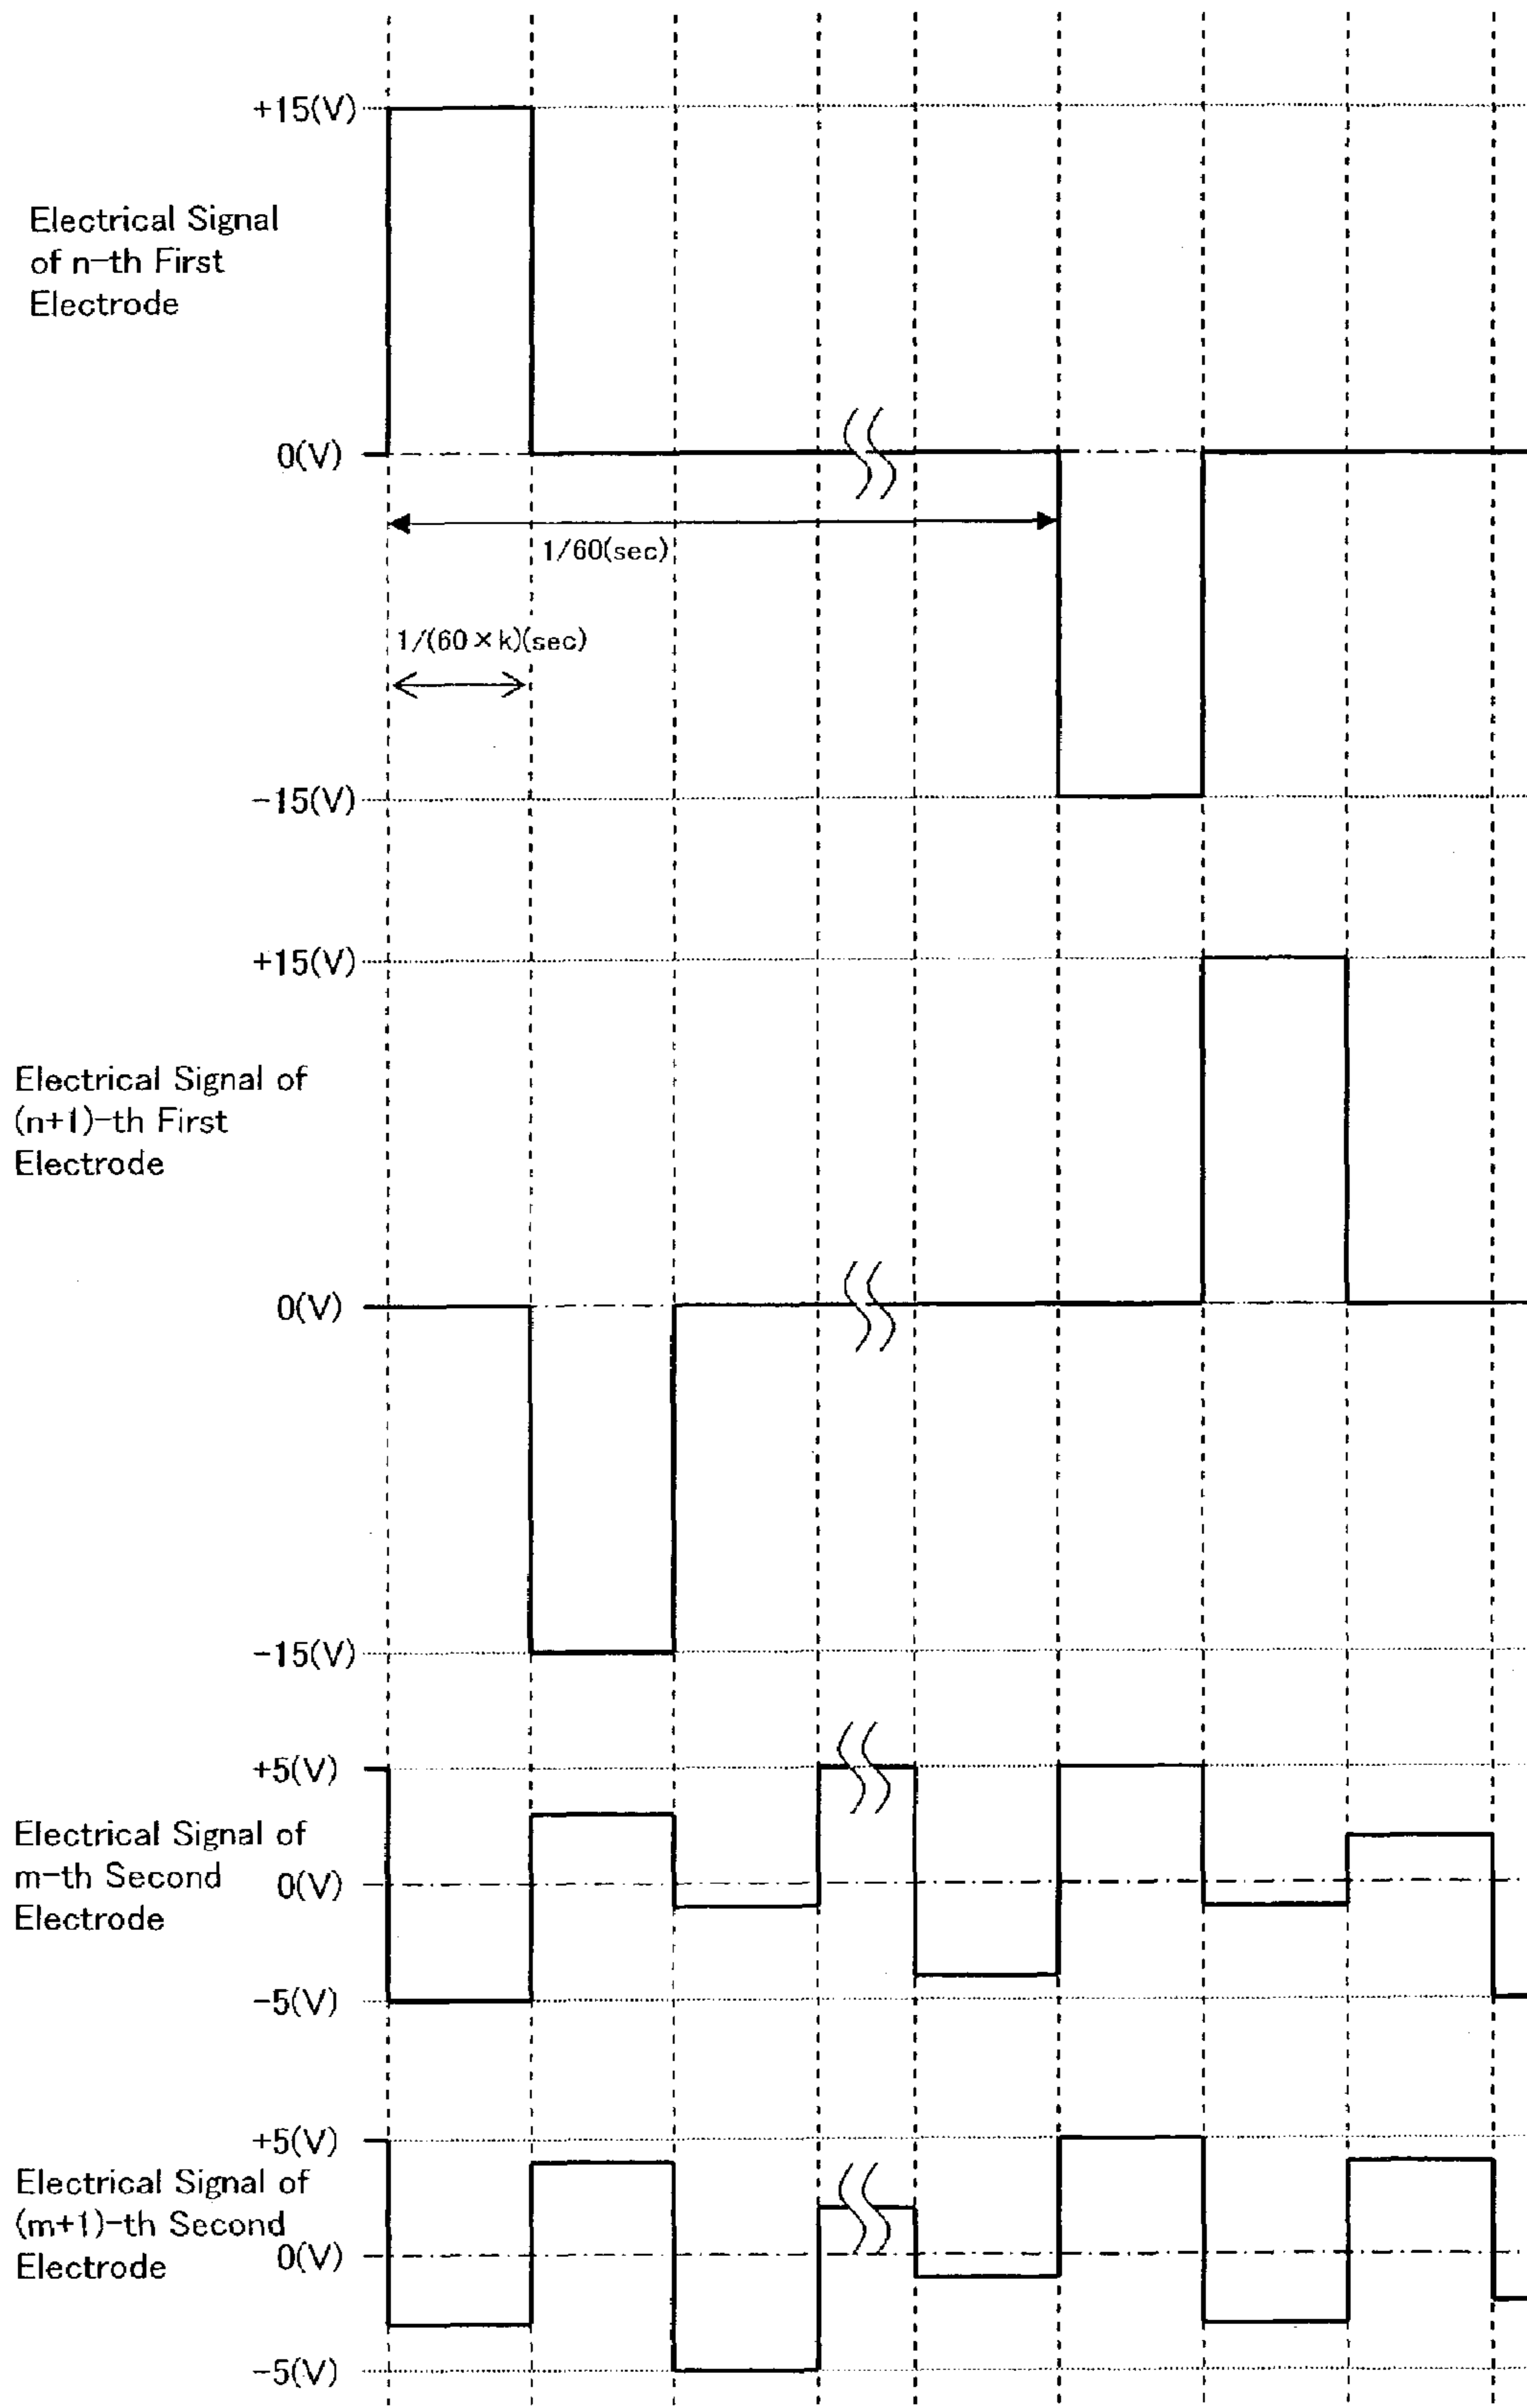 +15(V)
Electrical Signal
of n-th First
Electrode
0(V)
1/60(sec)
1/(60×k)(sec)
-15(V)
+15(V)
Electrical Signal of
(n+1)-th First
Electrode
0(V)
-15(V)
+5(V)
Electrical Signal of
m-th Second
Electrode
0(V)
-5(V)
+5(V)
Electrical Signal of
(m+1)-th Second
Electrode
0(V)
-5(V)